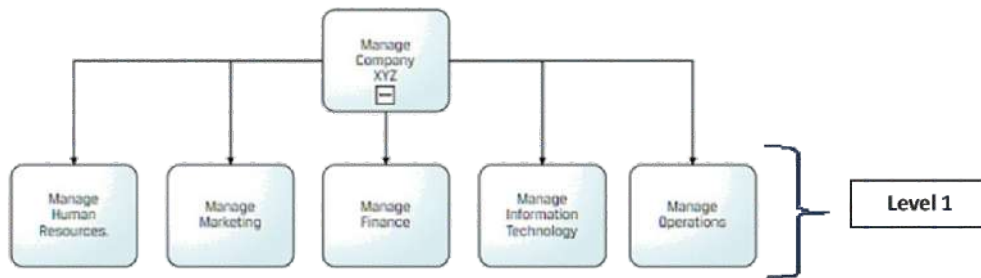 Manage
Company
XYZ
Manage
Human
Resources.
Manage
Marketing
Manage
Finance
Manage
Information
Technology
Manage
Operations
Level 1